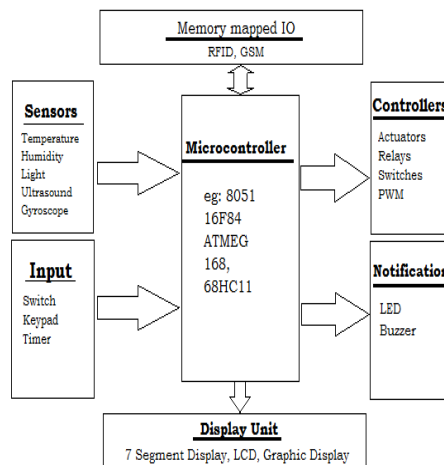 Memory mapped IO
RFID, GSM
Sensors
Temperature
Humidity
Light
Ultrasound
Gyroscope
Input
Switch
Keypad
Timer
Microcontroller
eg: 8051
16F84
ATMEG
168,
68HC11
Controllers
Actuators
Relays
Switches
PWM
Notification
LED
Buzzer
Display Unit
7 Segment Display, LCD, Graphic Display